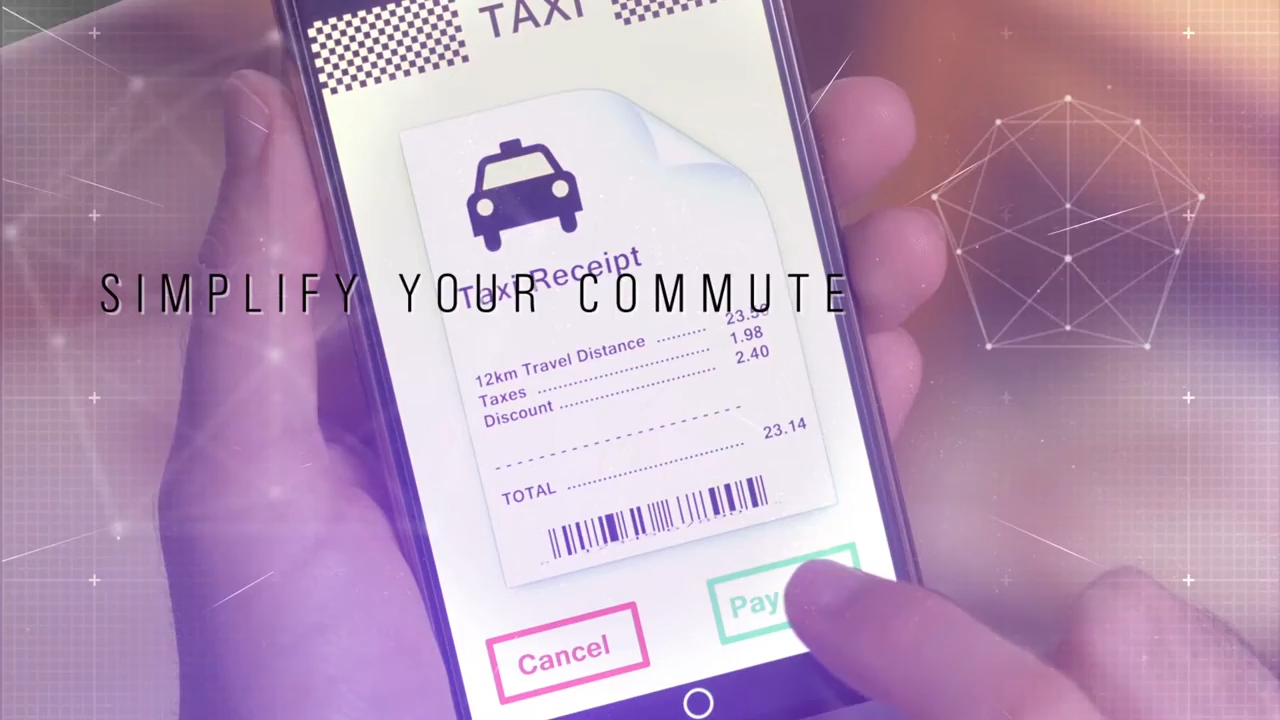 TAXI
Taxi Receipt
SIMPLIFY YOUR COMMUTE
12km Travel Distance ........ 
Taxes ........................... 1.98
Discount ........................ 2.40
TOTAL ........................... 23.14
Cancel
Pay